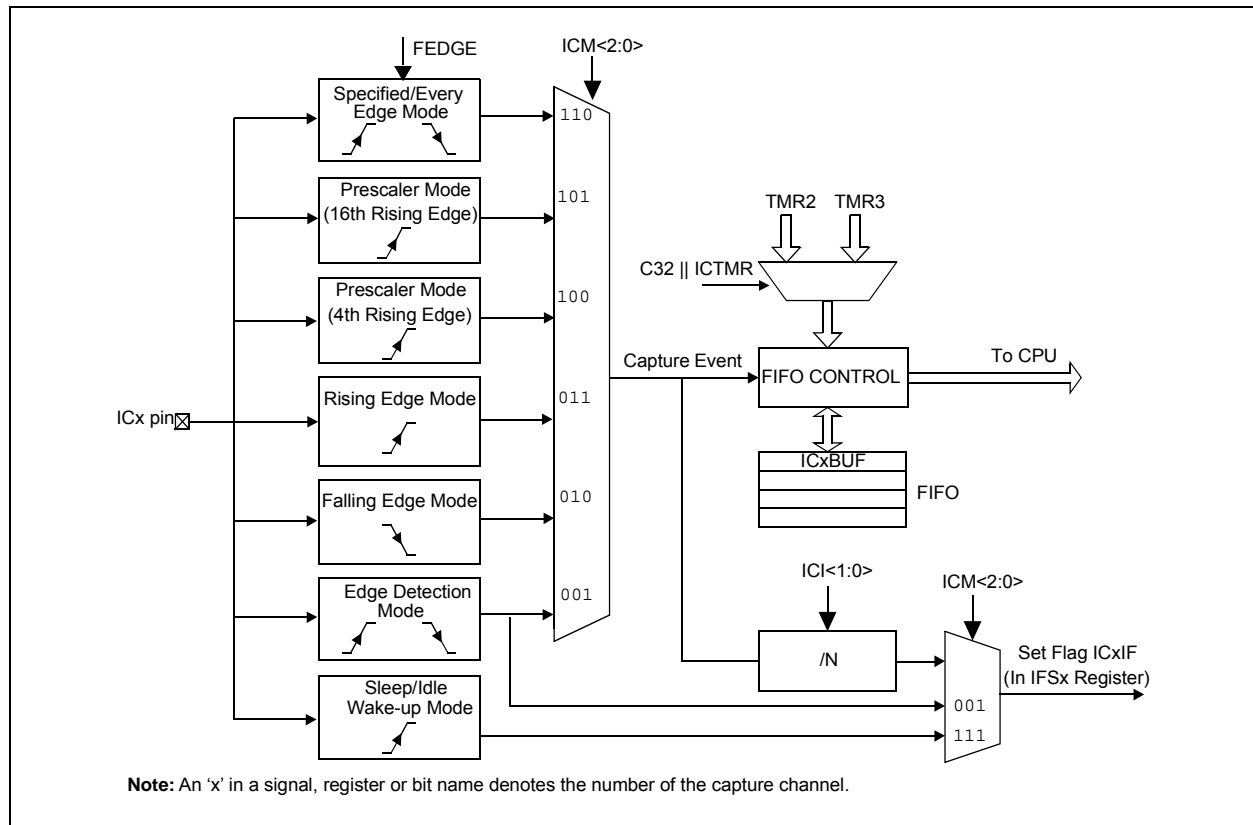 FEDGE
ICM<2:0>
Specified/Every
Edge Mode
110
Prescaler Mode
(16th Rising Edge)
101
TMR2
TMR3
C32 || ICTMR
Prescaler Mode
(4th Rising Edge)
100
Capture Event
FIFO CONTROL
To CPU
ICx pin
Rising Edge Mode
011
ICxBUF
FIFO
Falling Edge Mode
010
ICI<1:0>
ICM<2:0>
Edge Detection
Mode
001
/N
Set Flag ICxIF
(In IFSx Register)
001
Sleep/Idle
Wake-up Mode
111
Note: An ‘x’ in a signal, register or bit name denotes the number of the capture channel.